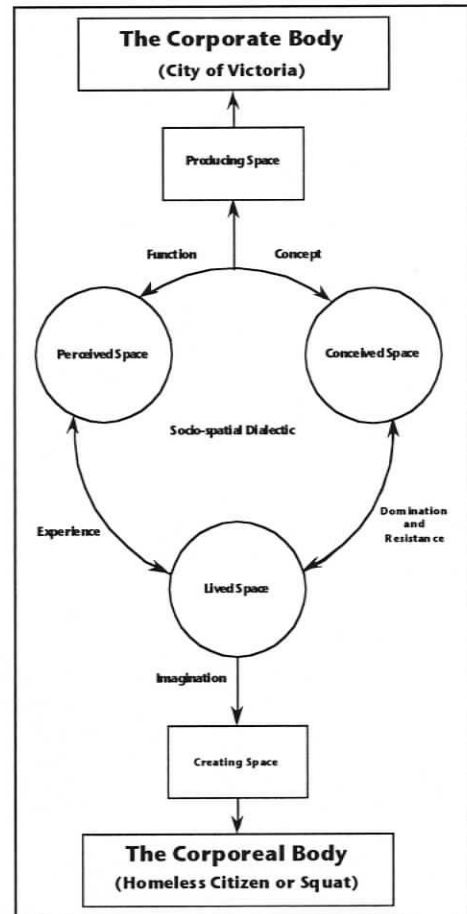 The Corporate Body
(City of Victoria)
Producing Space
Function
Concept
Perceived Space
Conceived Space
Socio-spatial Dialectic
Experience
Domination
and
Resistance
Lived Space
Imagination
Creating Space
The Corporeal Body
(Homeless Citizen or Squat)